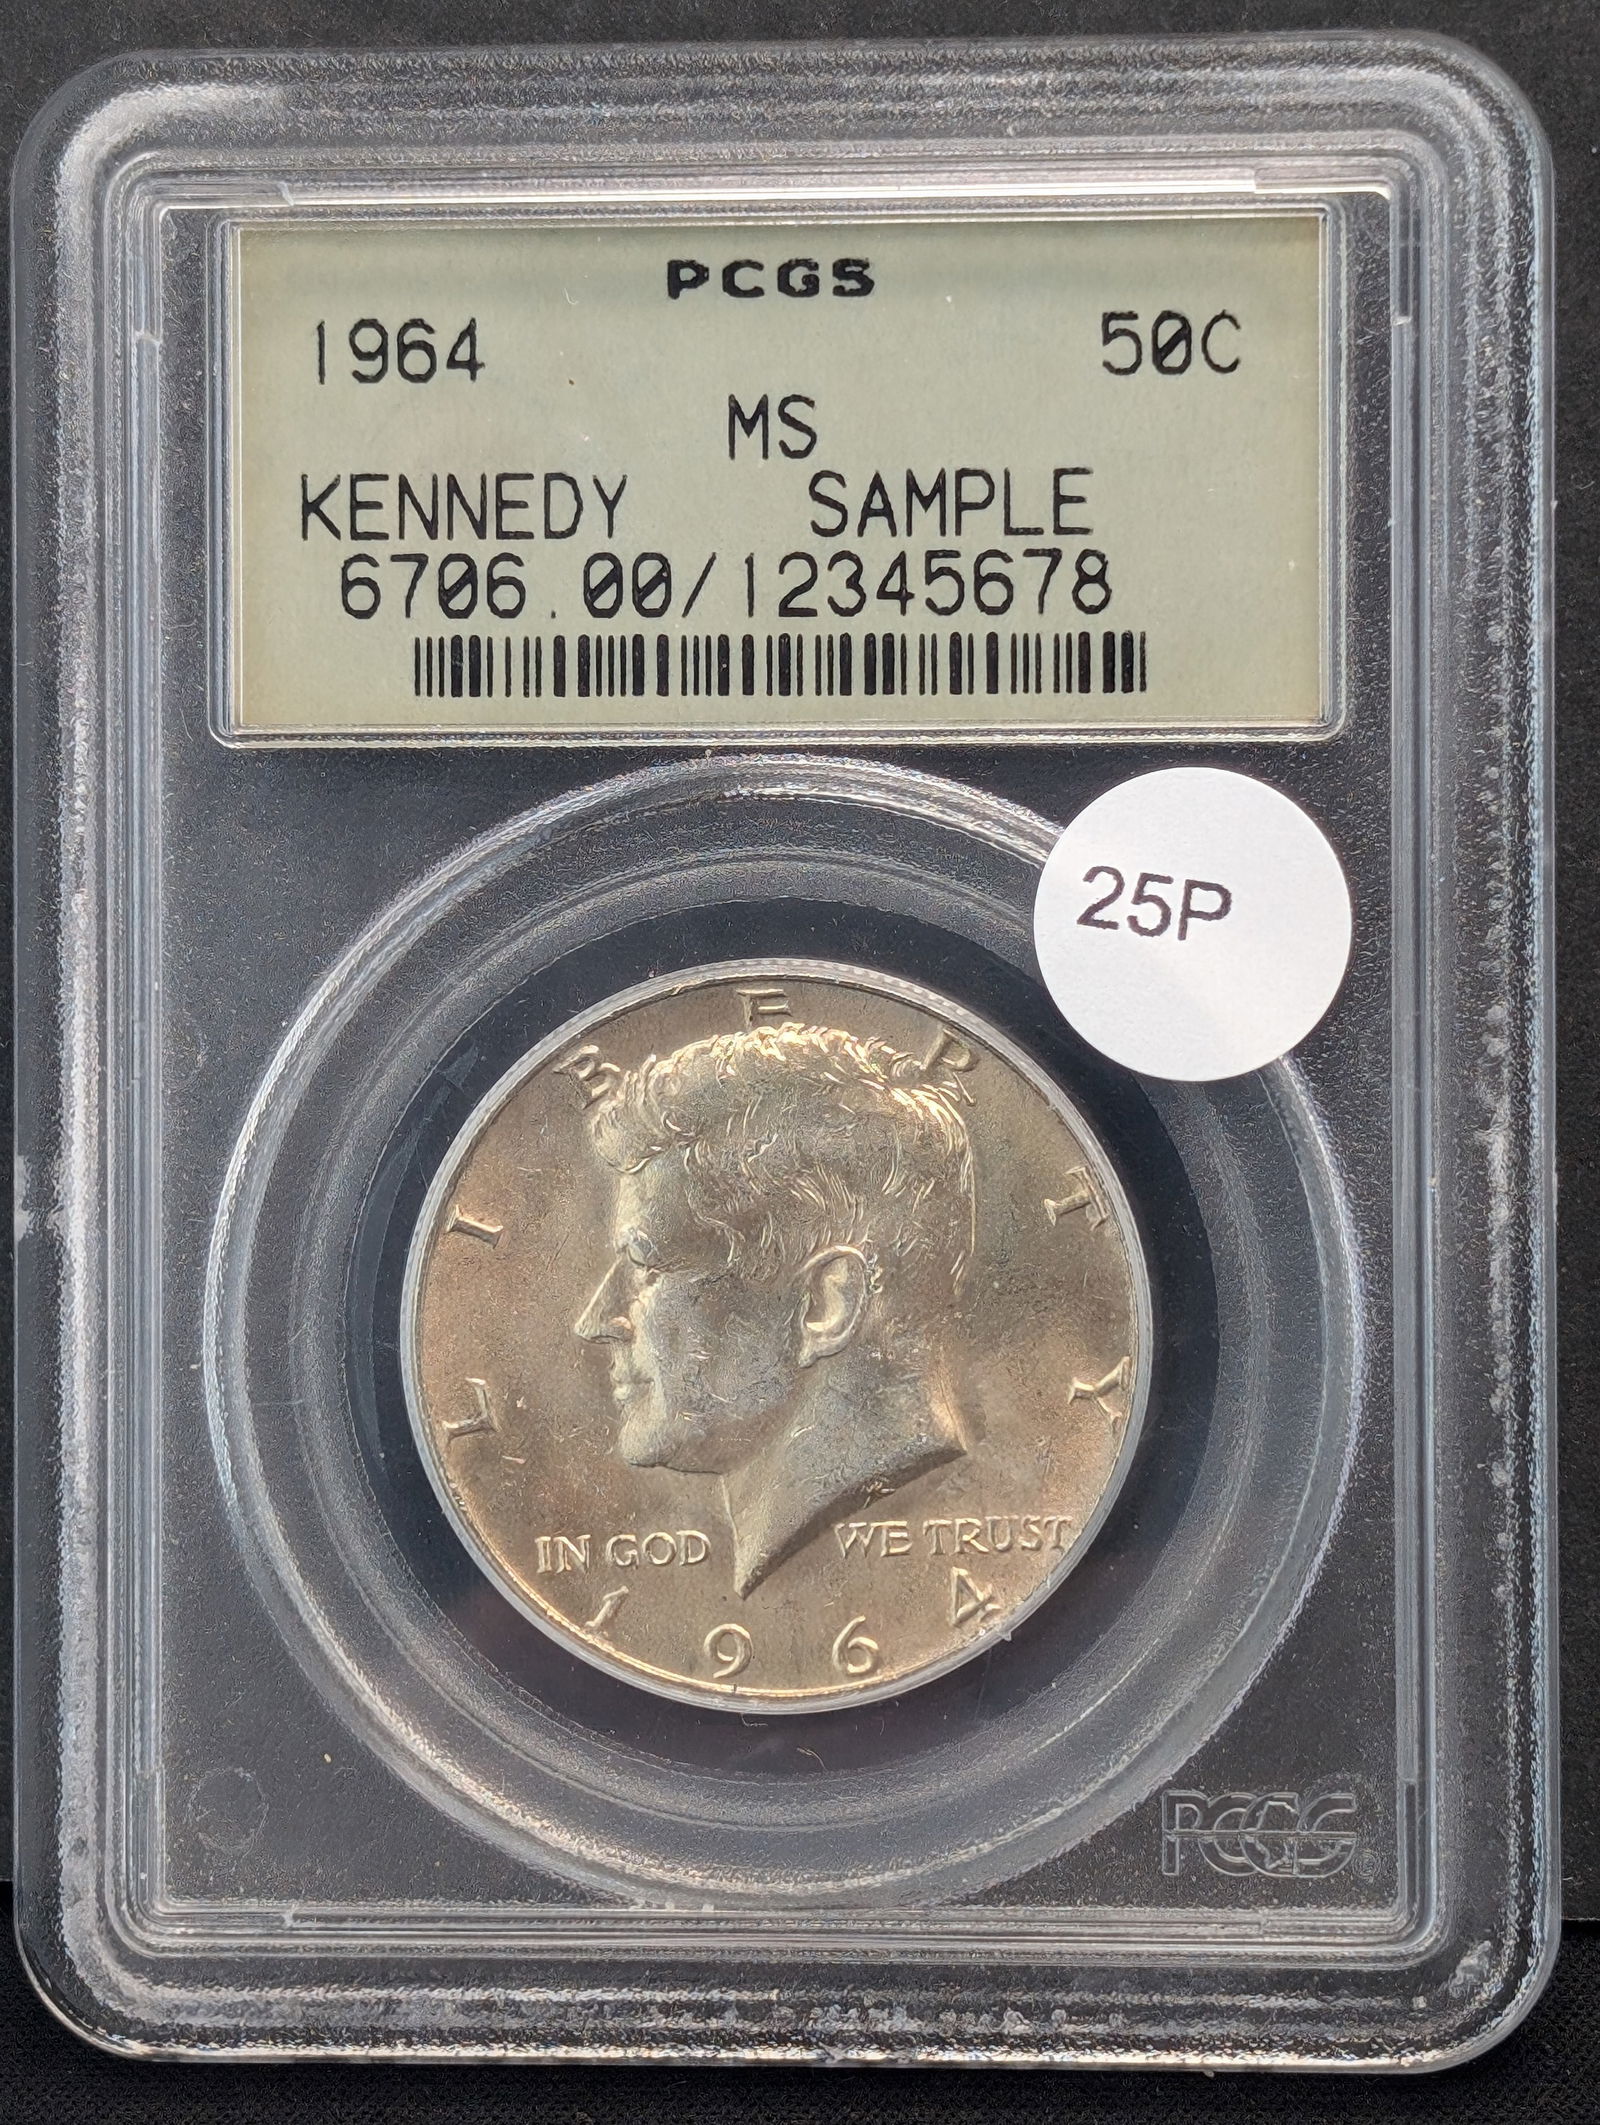 PCGS
1964 50C
MS
KENNEDY SAMPLE
6706.00/12345678
25P
LIBERTY
IN GOD WE TRUST
1964
PCGS